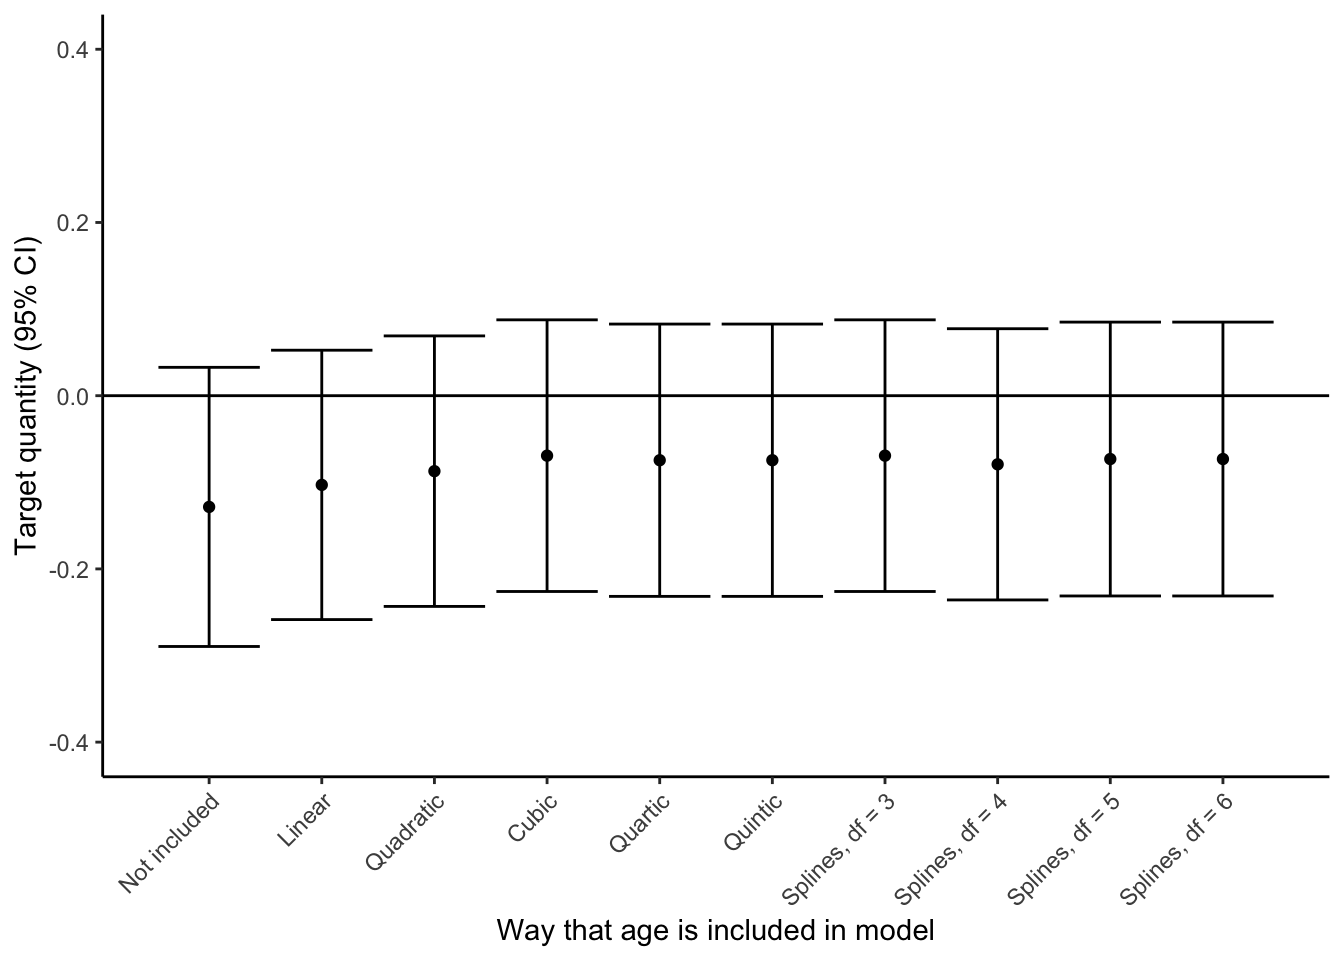 Target quantity (95% CI)
0.4
0.2
0.0
-0.2
-0.4
Not included
Linear
Quadratic
Cubic
Quartic
Quintic
Splines, df = 3
Splines, df = 4
Splines, df = 5
Splines, df = 6
Way that age is included in model